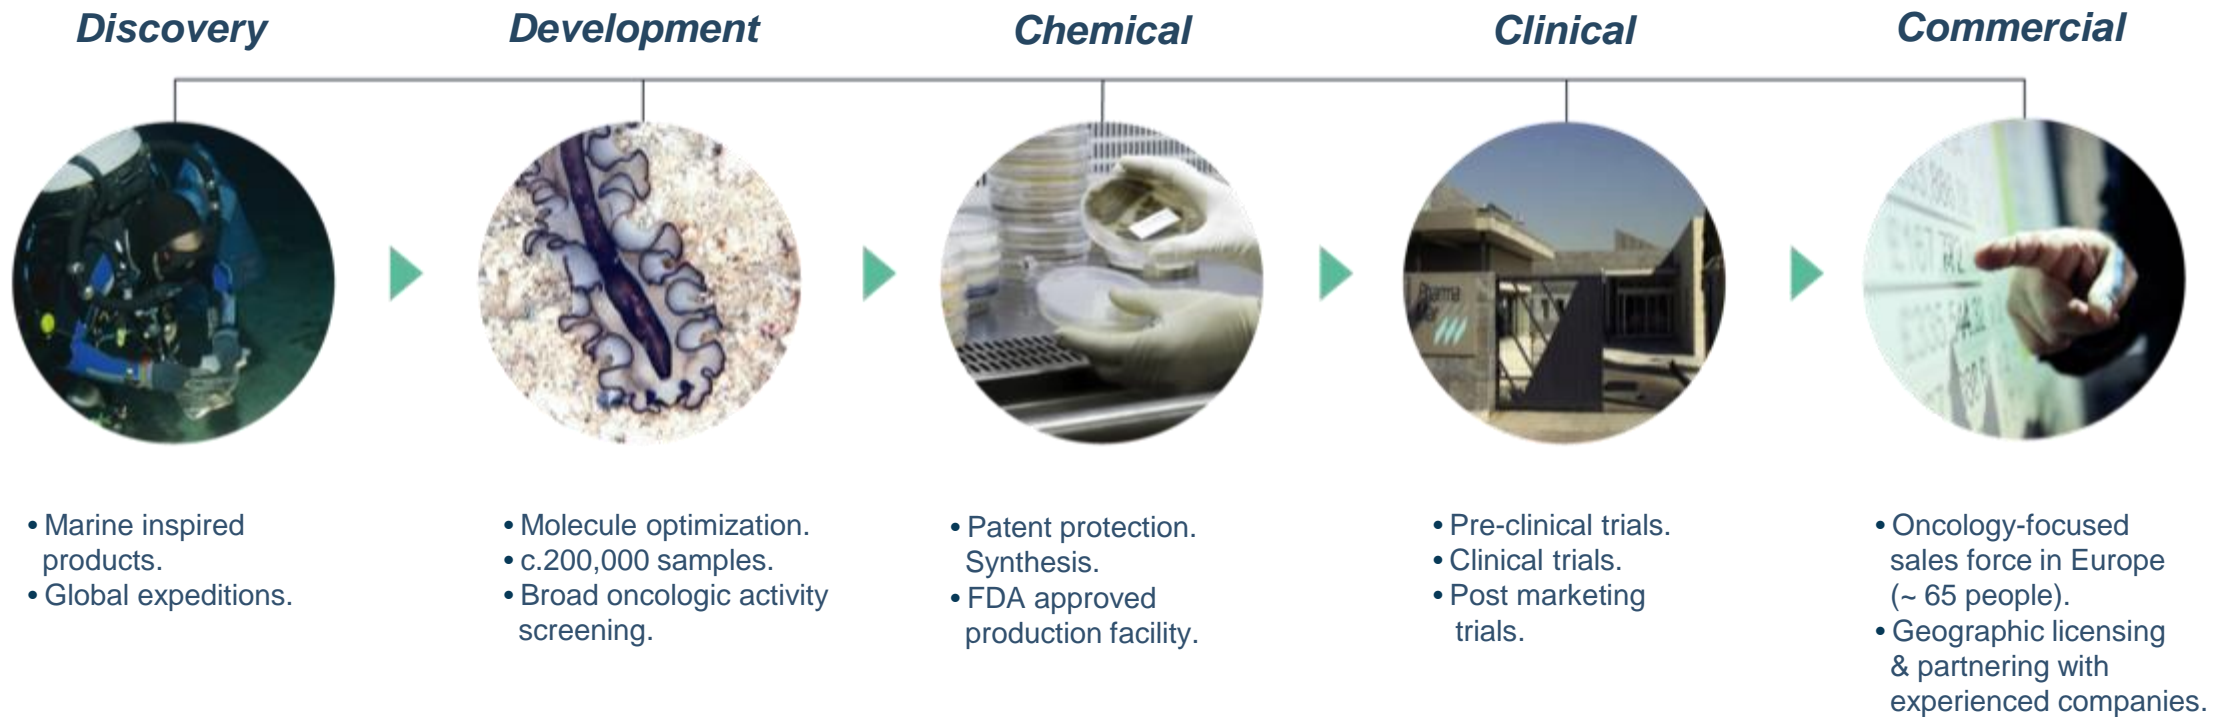 Discovery
Development
Chemical
Clinical
Commercial
Pharma
Mar
• Marine inspired
products.
• Global expeditions.
• Molecule optimization.
• c.200,000 samples.
• Broad oncologic activity
screening.
• Patent protection.
Synthesis.
• FDA approved
production facility.
• Pre-clinical trials.
• Clinical trials.
• Post marketing
trials.
• Oncology-focused
sales force in Europe
(~ 65 people).
• Geographic licensing
& partnering with
experienced companies.